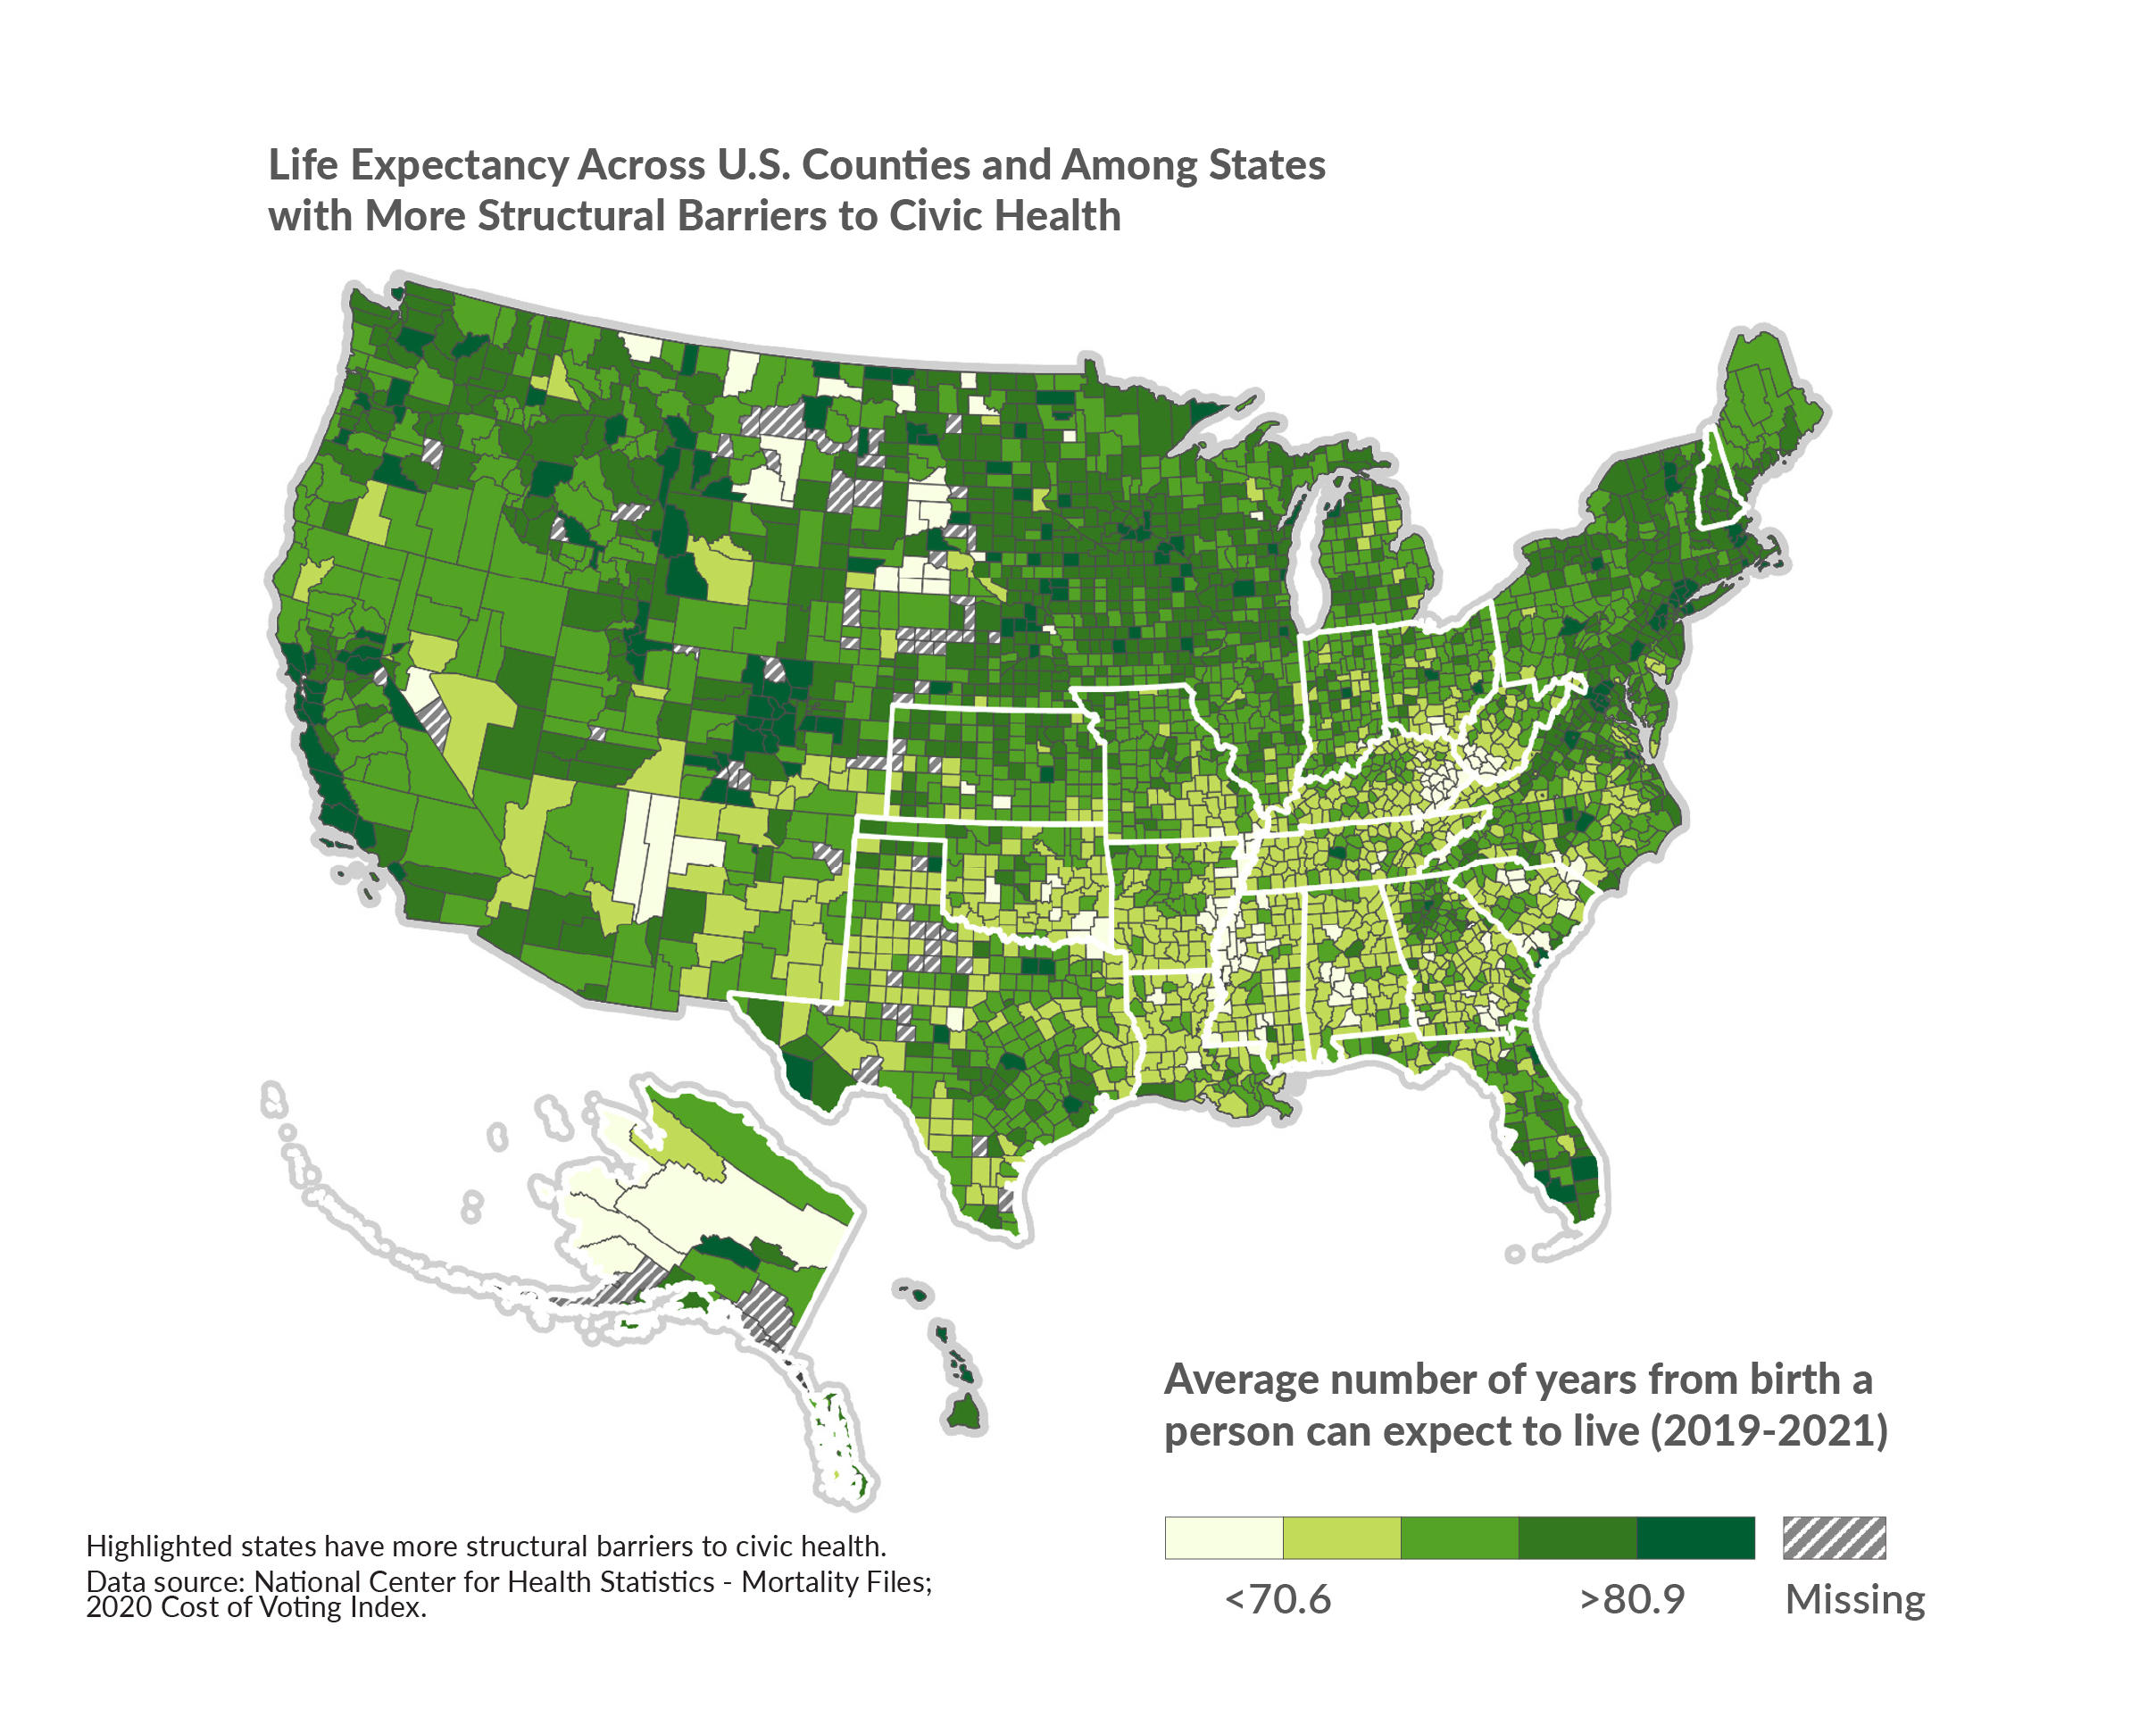 Life Expectancy Across U.S. Counties and Among States
with More Structural Barriers to Civic Health
Average number of years from birth a
person can expect to live (2019-2021)
<70.6
>80.9
Missing
Highlighted states have more structural barriers to civic health.
Data source: National Center for Health Statistics - Mortality Files;
2020 Cost of Voting Index.